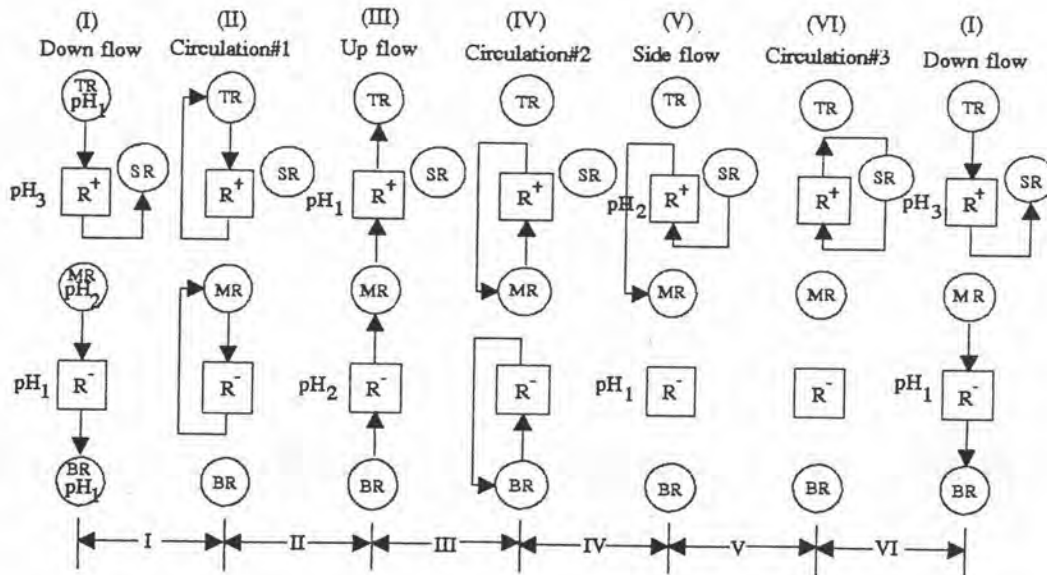 (I) (II) (III) (IV) (V) (VI) (I)
Down flow Circulation#1 Up flow Circulation#2 Side flow Circulation#3 Down flow
TR pH1 TR TR TR TR TR TR
SR SR SR SR SR SR SR
pH3 R+ R+ pH1 R+ R+ pH2 R+ R+ pH3 R+
MR pH2 MR MR MR MR MR MR
pH1 R- R- pH2 R- R- pH1 R- R- pH1 R-
BR pH1 BR BR BR BR BR BR
I II III IV V VI